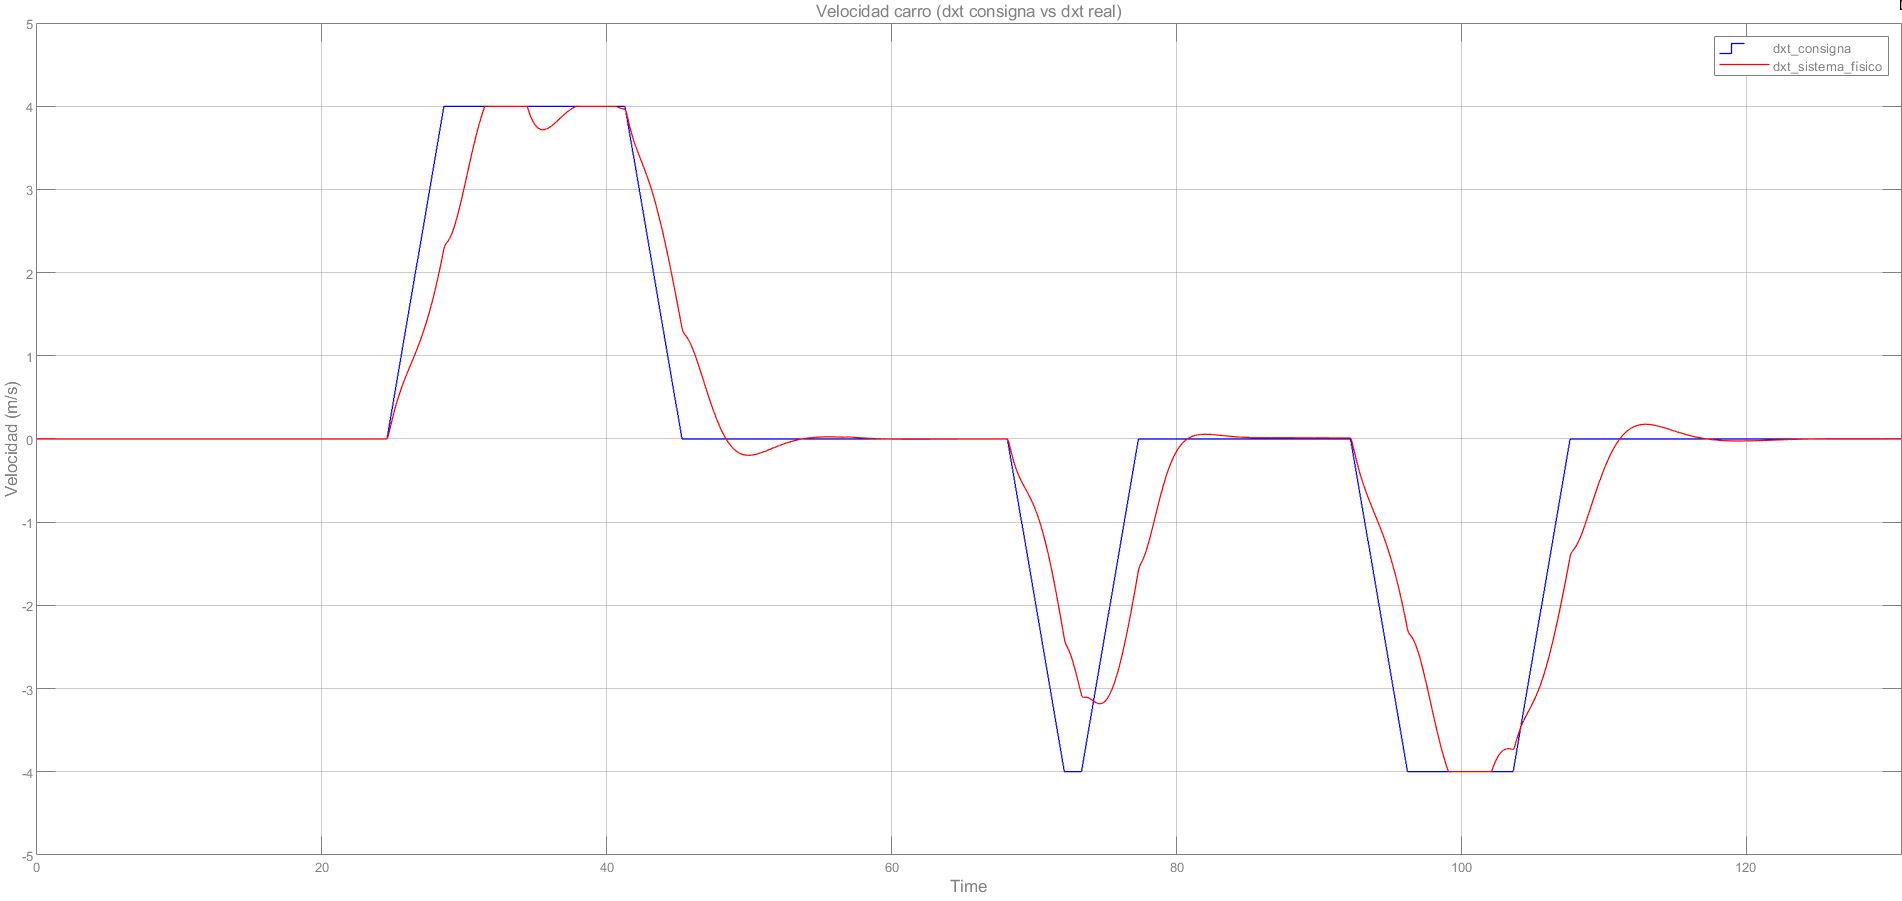 Velocidad carro (dxt consigna vs dxt real)
dxt_consigna
dxt_sistema_fisico
Velocidad (m/s)
5
4
3
2
1
0
-1
-2
-3
-4
-5
0 20 40 60 80 100 120
Time